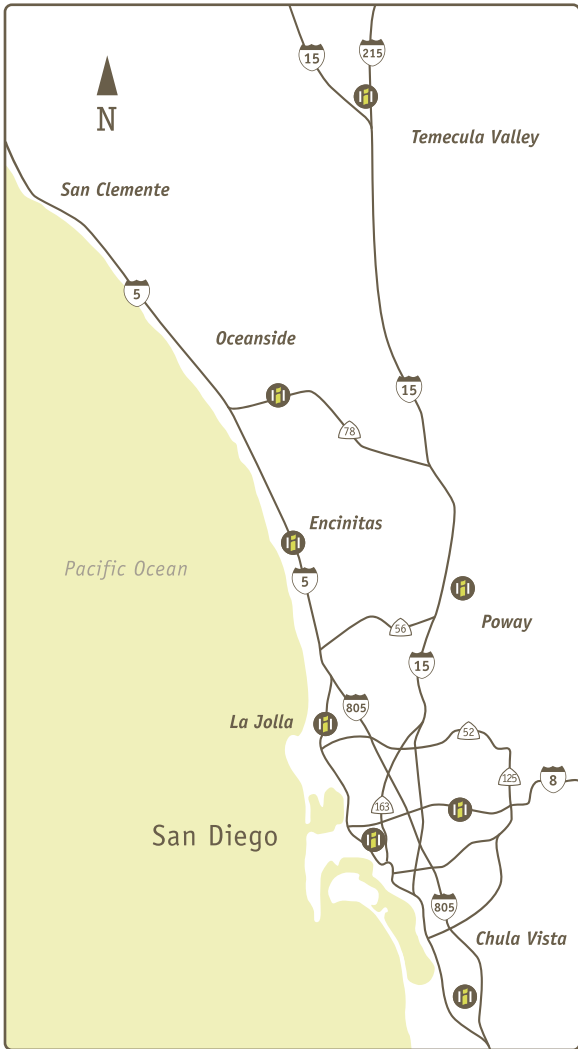 15
215
N
Temecula Valley
San Clemente
5
Oceanside
15
78
Encinitas
Pacific Ocean
5
Poway
56
15
805
La Jolla
52
125
8
163
San Diego
805
Chula Vista